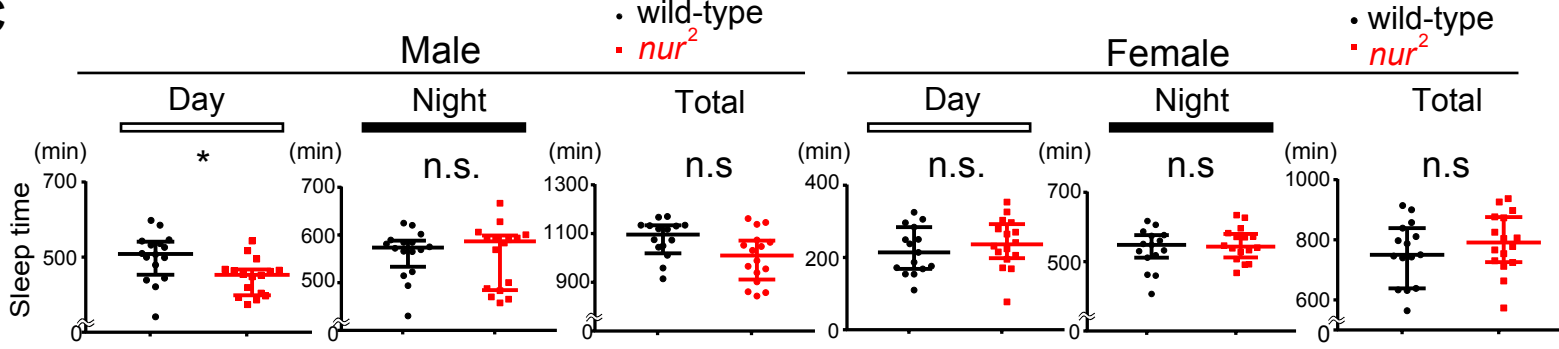 C
wild-type
nur²
Male
Day
Night
Total
wild-type
nur²
Female
Day
Night
Total
Sleep time
(min)
*
700
500
0
(min)
n.s.
700
600
500
0
(min)
n.s
1300
1100
900
0
(min)
n.s.
400
200
0
(min)
n.s
700
500
0
(min)
n.s
1000
800
600
0